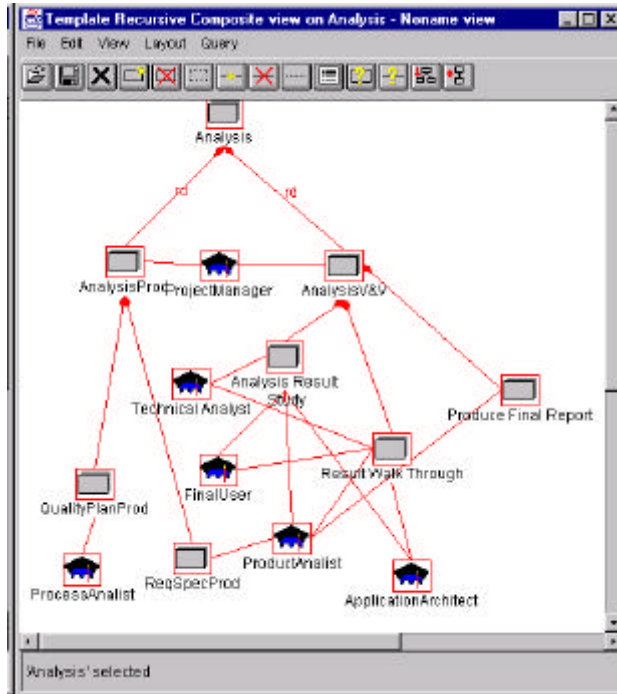 Template Recursive Composite view on Analysis - Noname view
File Edit View Layout Query
Analysis
rd
rd
AnalysisProd
ProjectManager
AnalysisV&V
Analysis Result
Study
Technical Analyst
Produce Final Report
FinalUser
Result Walk Through
QualityPlanProd
ProductAnalist
ProcessAnalist
ReqSpecProd
ApplicationArchitect
'Analysis' selected